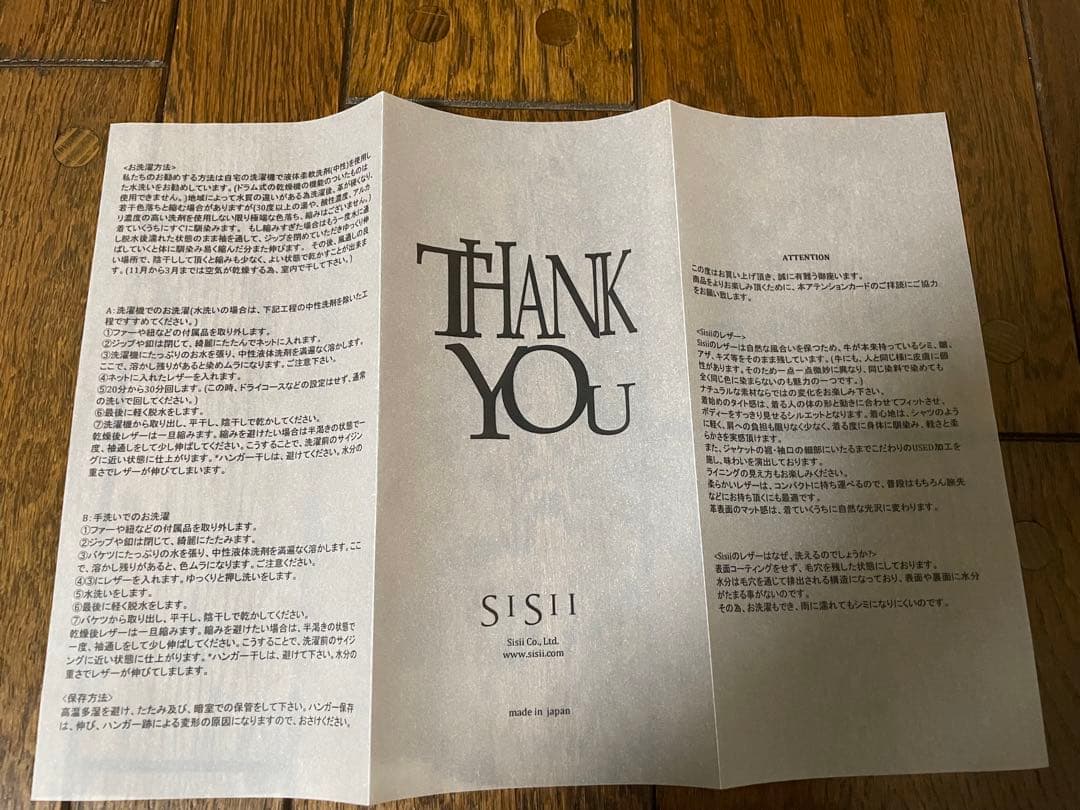 <お洗濯方法>
私たちのお勧めする方法は自宅の洗濯機で液体柔軟洗剤(中性)を使用し
た水洗いをお勧めしています。(ドラム式の乾燥機の機能のついたものは
使用できません。)地域によって水質の違いがある為洗濯後、革が硬くなり、
若干色落ちと縮む場合がありますが(30度以上の湯や、酸性濃度、アルカ
リ濃度の高い洗剤を使用しない限り極端な色落ち、縮みはございません。)
着ていくうちにすぐに馴染みます。 もし縮みすぎた場合はもう一度水に通
し脱水後濡れた状態のまま袖を通して、ジップを閉めていただきゆっくり伸
ばしていくと体に馴染み易く縮んだ分また伸びます。 その後、風通しの良
い場所で、陰干しして頂くと縮みも少なく、よい状態で乾かすことが出来ま
す。(11月から3月までは空気が乾燥する為、室内で干して下さい。)
A：洗濯機でのお洗濯(水洗いの場合は、下記工程の中性洗剤を除いた工
程ですすめてください。)
①ファーや紐などの付属品を取り外します。
②ジップや釦は閉じて、綺麗にたたんでネットに入れます。
③洗濯機にたっぷりのお水を張り、中性液体洗剤を満遍なく溶かします。
ここで、溶かし残りがあると染めムラになります。ご注意下さい。
④ネットに入れたレザーを入れます。
⑤20分から30分回します。(この時、ドライコースなどの設定はせず、通常
の洗いで回してください。)
⑥最後に軽く脱水をします。
⑦洗濯機から取り出し、平干し、陰干しで乾かしてください。
乾燥後レザーは一旦縮みます。縮みを避けたい場合は半渇きの状態で一
度、袖通しをして少し伸ばしてください。こうすることで、洗濯前のサイジン
グに近い状態に仕上がります。*ハンガー干しは、避けてください。水分の
重さでレザーが伸びてしまいます。
B：手洗いでのお洗濯
①ファーや紐などの付属品を取り外します。
②ジップや釦は閉じて、綺麗にたたみます。
③バケツにたっぷりの水を張り、中性液体洗剤を満遍なく溶かします。ここ
で、溶かし残りがあると、色ムラになります。ご注意ください。
④③にレザーを入れます。ゆっくりと押し洗いをします。
⑤水洗いをします。
⑥最後に軽く脱水をします。
⑦バケツから取り出し、平干し、陰干しで乾かしてください。
乾燥後レザーは一旦縮みます。縮みを避けたい場合は、半渇きの状態で
一度、袖通しをして少し伸ばしてください。こうすることで、洗濯前のサイジ
ングに近い状態に仕上がります。*ハンガー干しは、避けて下さい。水分の
重さでレザーが伸びてしまします。
<保存方法>
高温多湿を避け、たたみ及び、暗室での保管をして下さい。ハンガー保存
は、伸び、ハンガー跡による変形の原因になりますので、おさけください。
THANK
YOU
SISII
Sisii Co., Ltd.
www.sisii.com
made in japan
ATTENTION
この度はお買い上げ頂き、誠に有難う御座います。
商品をよりお楽しみ頂くために、本アテンションカードのご拝読にご協力
をお願い致します。
<Sisiiのレザー>
Sisiiのレザーは自然な風合いを保つため、牛が本来持っているシミ、皺、
アザ、キズ等をそのまま残しています。(牛にも、人と同じ様に皮膚に個
性があります。そのため一点一点微妙に異なり、同じ染料で染めても
全く同じ色に染まらないのも魅力の一つです。)
ナチュラルな素材ならではの変化をお楽しみ下さい。
着始めのタイト感は、着る人の体の形と動きに合わせてフィットさせ、
ボディーをすっきり見せるシルエットとなります。着心地は、シャツのよう
に軽く、肩への負担も限りなく少なく、着る度に身体に馴染み、軽さと柔
らかさを実感頂けます。
また、ジャケットの裾・袖口の細部にいたるまでこだわりのUSED加工を
施し、味わいを演出しております。
ライニングの見え方もお楽しみください。
柔らかいレザーは、コンパクトに持ち運べるので、普段はもちろん旅先
などにお持ち頂くにも最適です。
革表面のマット感は、着ていくうちに自然な光沢に変わります。
<Sisiiのレザーはなぜ、洗えるのでしょうか?>
表面コーティングをせず、毛穴を残した状態にしております。
水分は毛穴を通じて排出される構造になっており、表面や裏面に水分
がたまる事がないのです。
その為、お洗濯もでき、雨に濡れてもシミになりにくいのです。